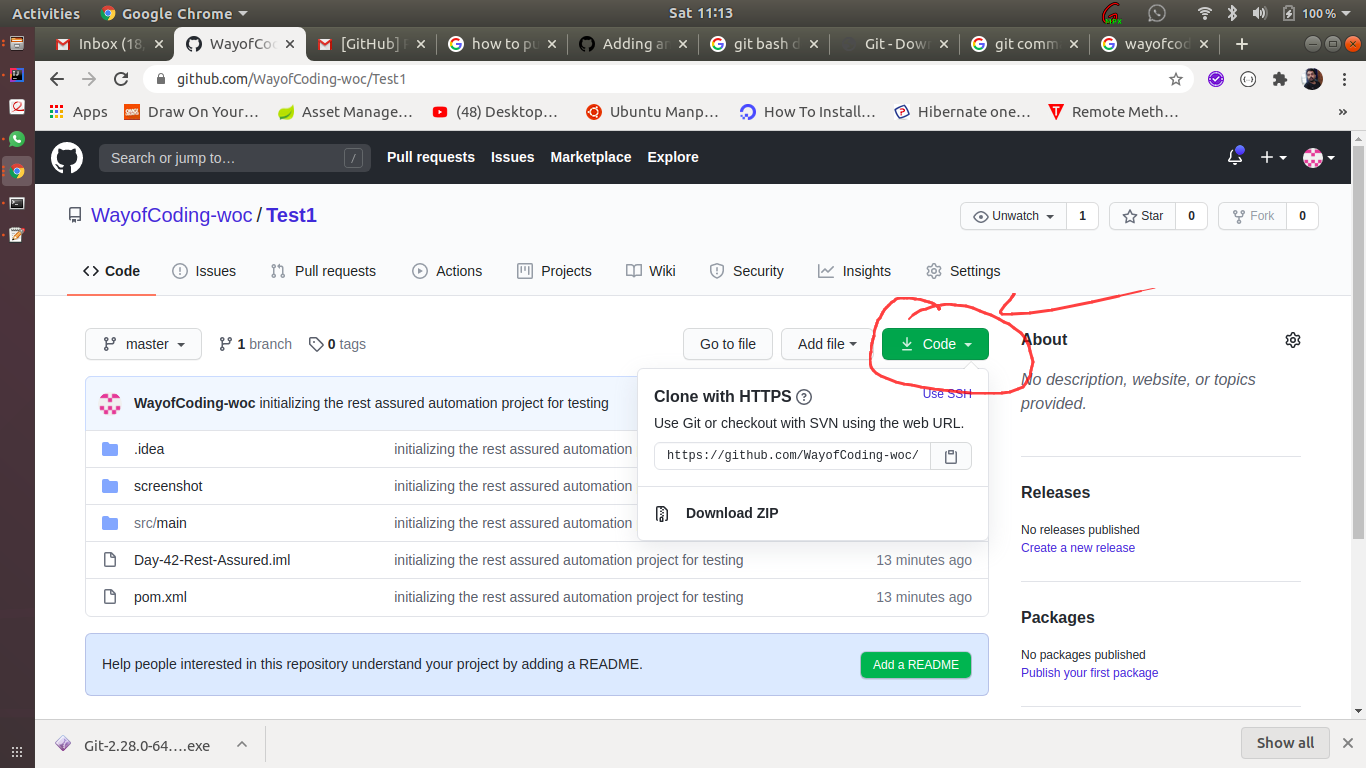 Activities Google Chrome Sat 11:13 MPX 100 %
Inbox (18, WayofCod [GitHub] how to pu Adding ar git bash d Git - Dow git comm wayofcod
github.com/WayofCoding-woc/Test1
Apps Draw On Your… Asset Manage… (48) Desktop… Ubuntu Manp… How To Install… Hibernate one… Remote Meth… »
Search or jump to… / Pull requests Issues Marketplace Explore
WayofCoding-woc / Test1 Unwatch 1 Star 0 Fork 0
Code Issues Pull requests Actions Projects Wiki Security Insights Settings
master 1 branch 0 tags Go to file Add file Code About
No description, website, or topics
provided.
WayofCoding-woc initializing the rest assured automation project for testing
Clone with HTTPS ? Use SSH
Use Git or checkout with SVN using the web URL.
https://github.com/WayofCoding-woc/
Download ZIP
.idea initializing the rest assured automation
screenshot initializing the rest assured automation
src/main initializing the rest assured automation
Day-42-Rest-Assured.iml initializing the rest assured automation project for testing 13 minutes ago
pom.xml initializing the rest assured automation project for testing 13 minutes ago
Releases
No releases published
Create a new release
Help people interested in this repository understand your project by adding a README. Add a README
Packages
No packages published
Publish your first package
Git-2.28.0-64….exe Show all